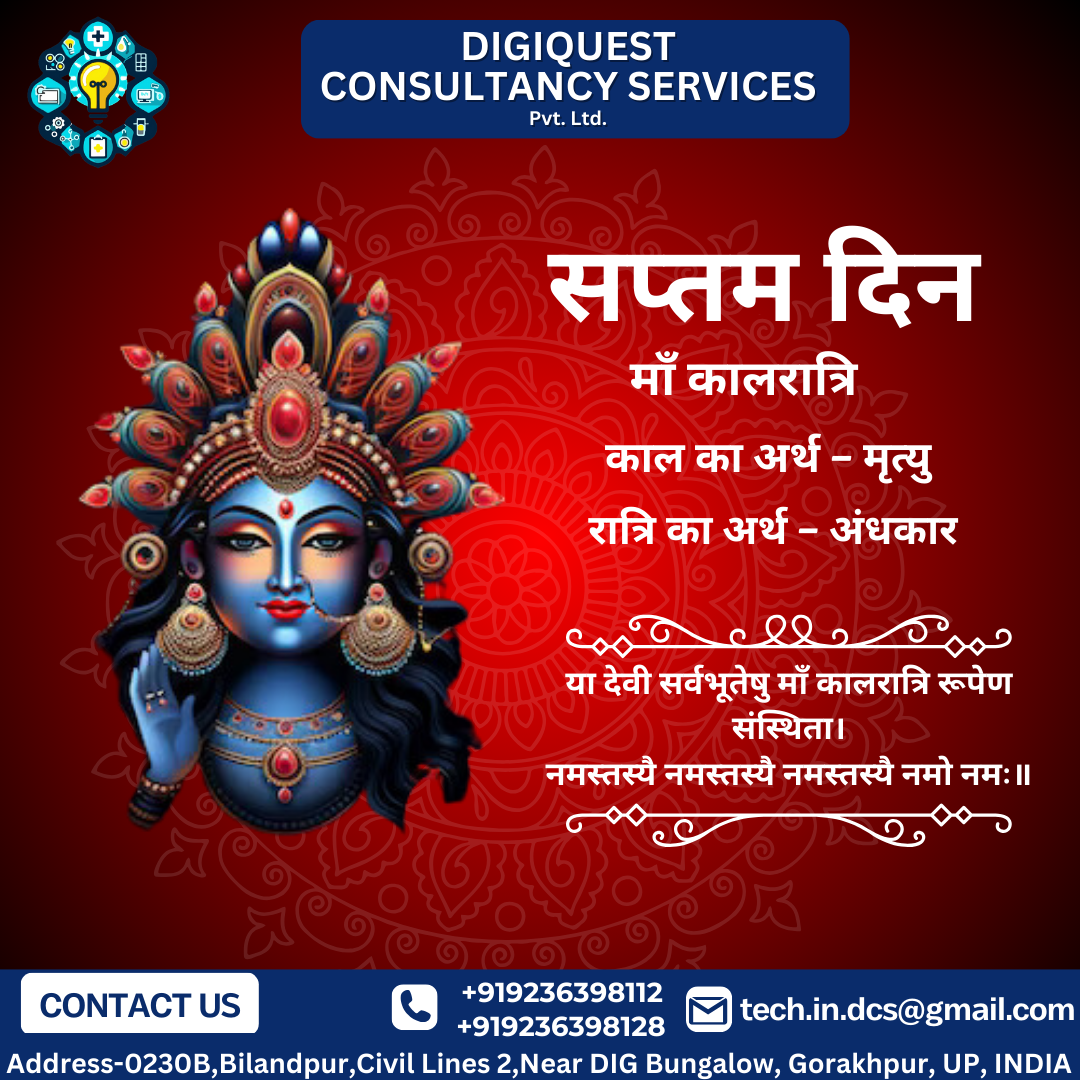 DIGIQUEST
CONSULTANCY SERVICES
Pvt. Ltd.
सप्तम दिन
माँ कालरात्रि
काल का अर्थ – मृत्यु
रात्रि का अर्थ – अंधकार
या देवी सर्वभूतेषु माँ कालरात्रि रूपेण
संस्थिता।
नमस्तस्यै नमस्तस्यै नमस्तस्यै नमो नमः॥
CONTACT US
+919236398112
+919236398128
tech.in.dcs@gmail.com
Address-0230B,Bilandpur,Civil Lines 2,Near DIG Bungalow, Gorakhpur, UP, INDIA